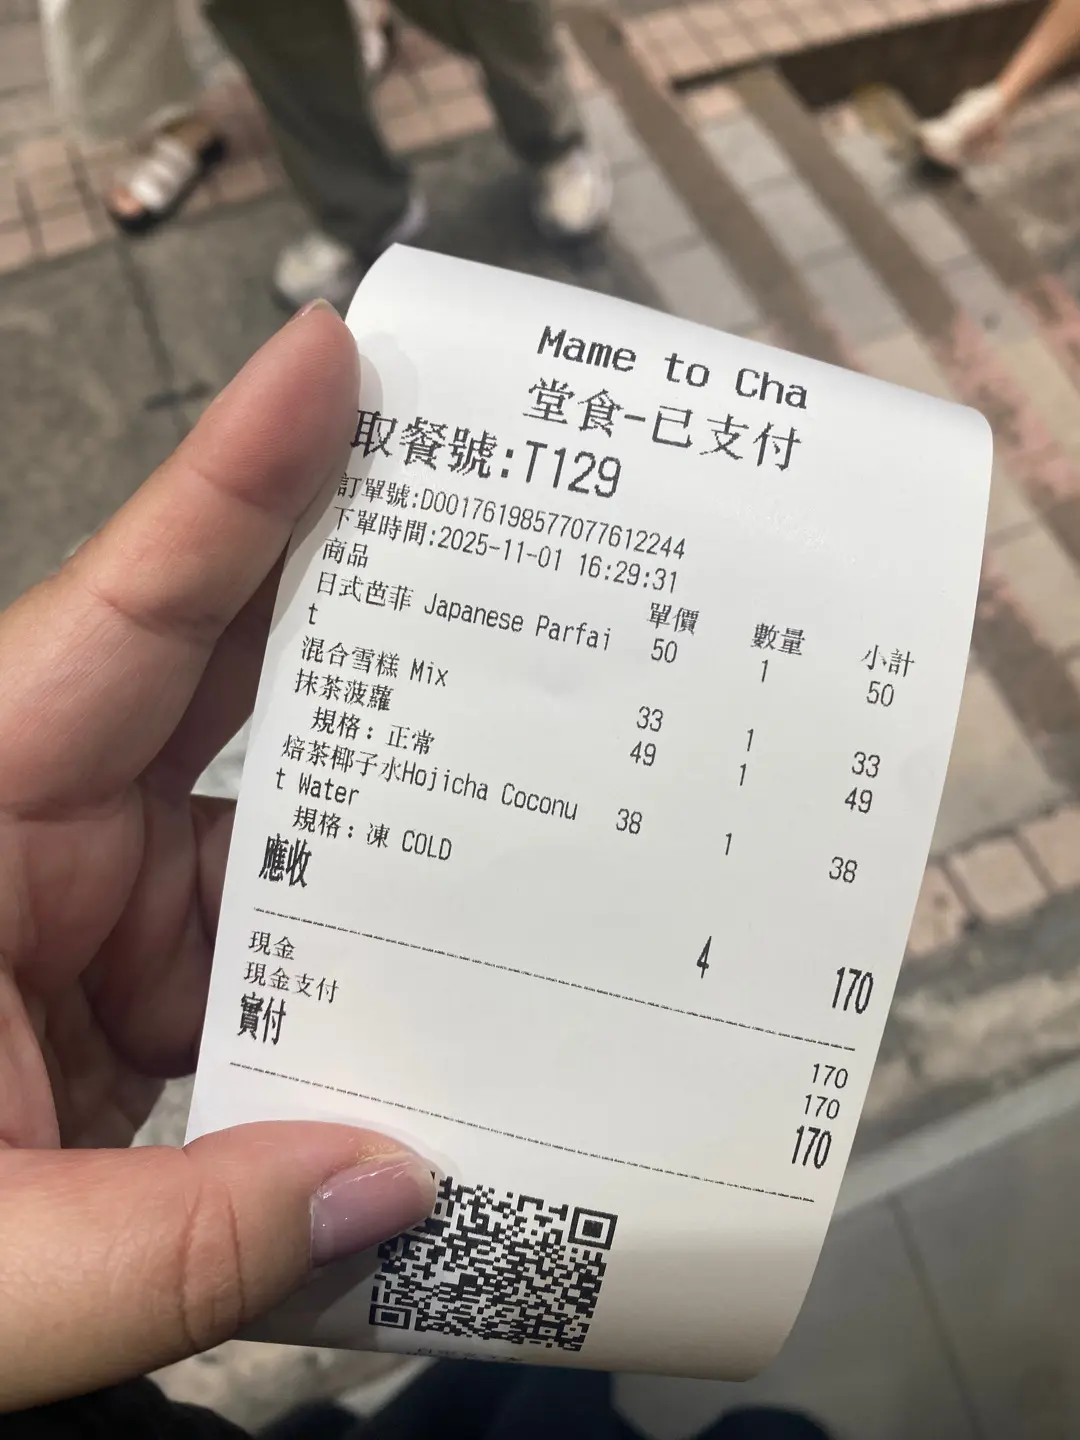 Mame to Cha
堂食-已支付
取餐號:T129
訂單號:D00176198577077612244
下單時間:2025-11-01 16:29:31
商品 單價 數量 小計
日式芭菲 Japanese Parfai 50 1 50
t
混合雪糕 Mix 33 1 33
抹茶菠蘿 49 1 49
規格: 正常
焙茶椰子水Hojicha Coconu 38 1 38
t Water
規格: 凍 COLD
應收 4 170
現金 170
現金支付 170
實付 170